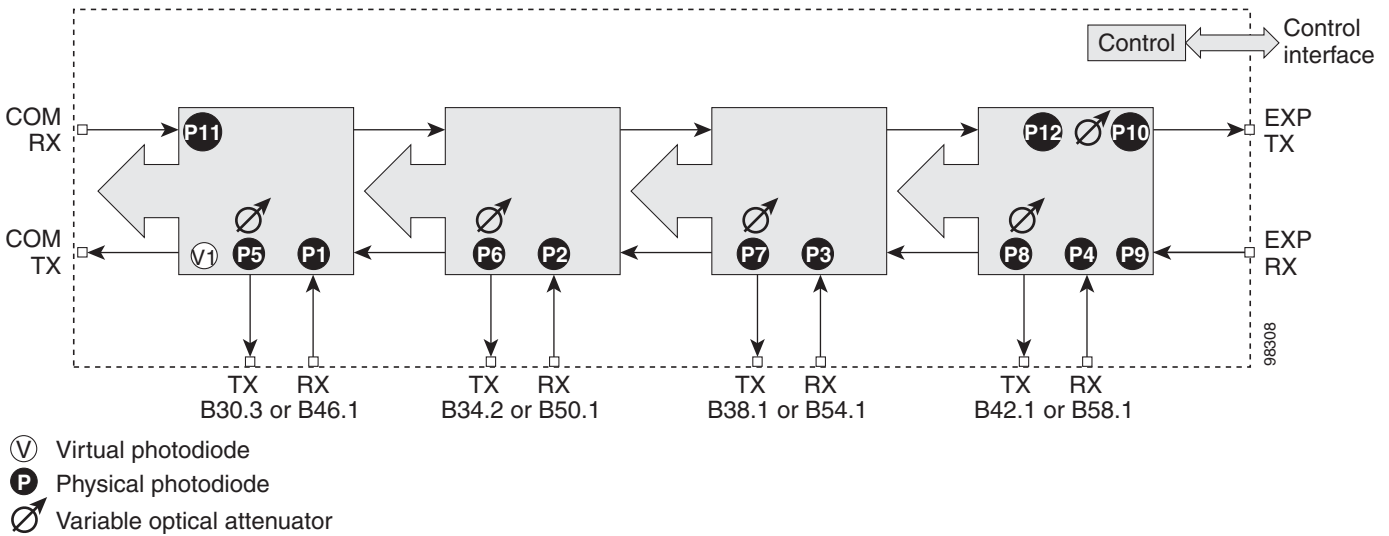 Control
Control
interface
COM
RX
P11
P12
P10
EXP
TX
COM
TX
V1
P5
P1
P6
P2
P7
P3
P8
P4
P9
EXP
RX
98308
TX RX
B30.3 or B46.1
TX RX
B34.2 or B50.1
TX RX
B38.1 or B54.1
TX RX
B42.1 or B58.1
V Virtual photodiode
P Physical photodiode
Variable optical attenuator